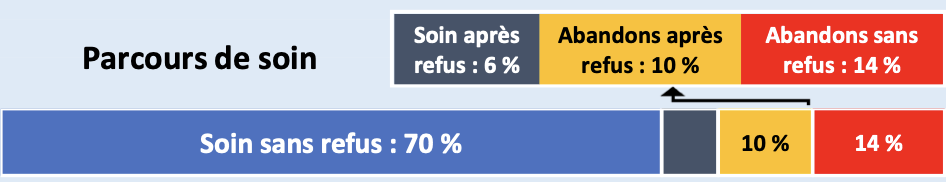 Parcours de soin
Soin après
refus : 6 %
Abandons après
refus : 10 %
Abandons sans
refus : 14 %
Soin sans refus : 70 %
10 %
14 %